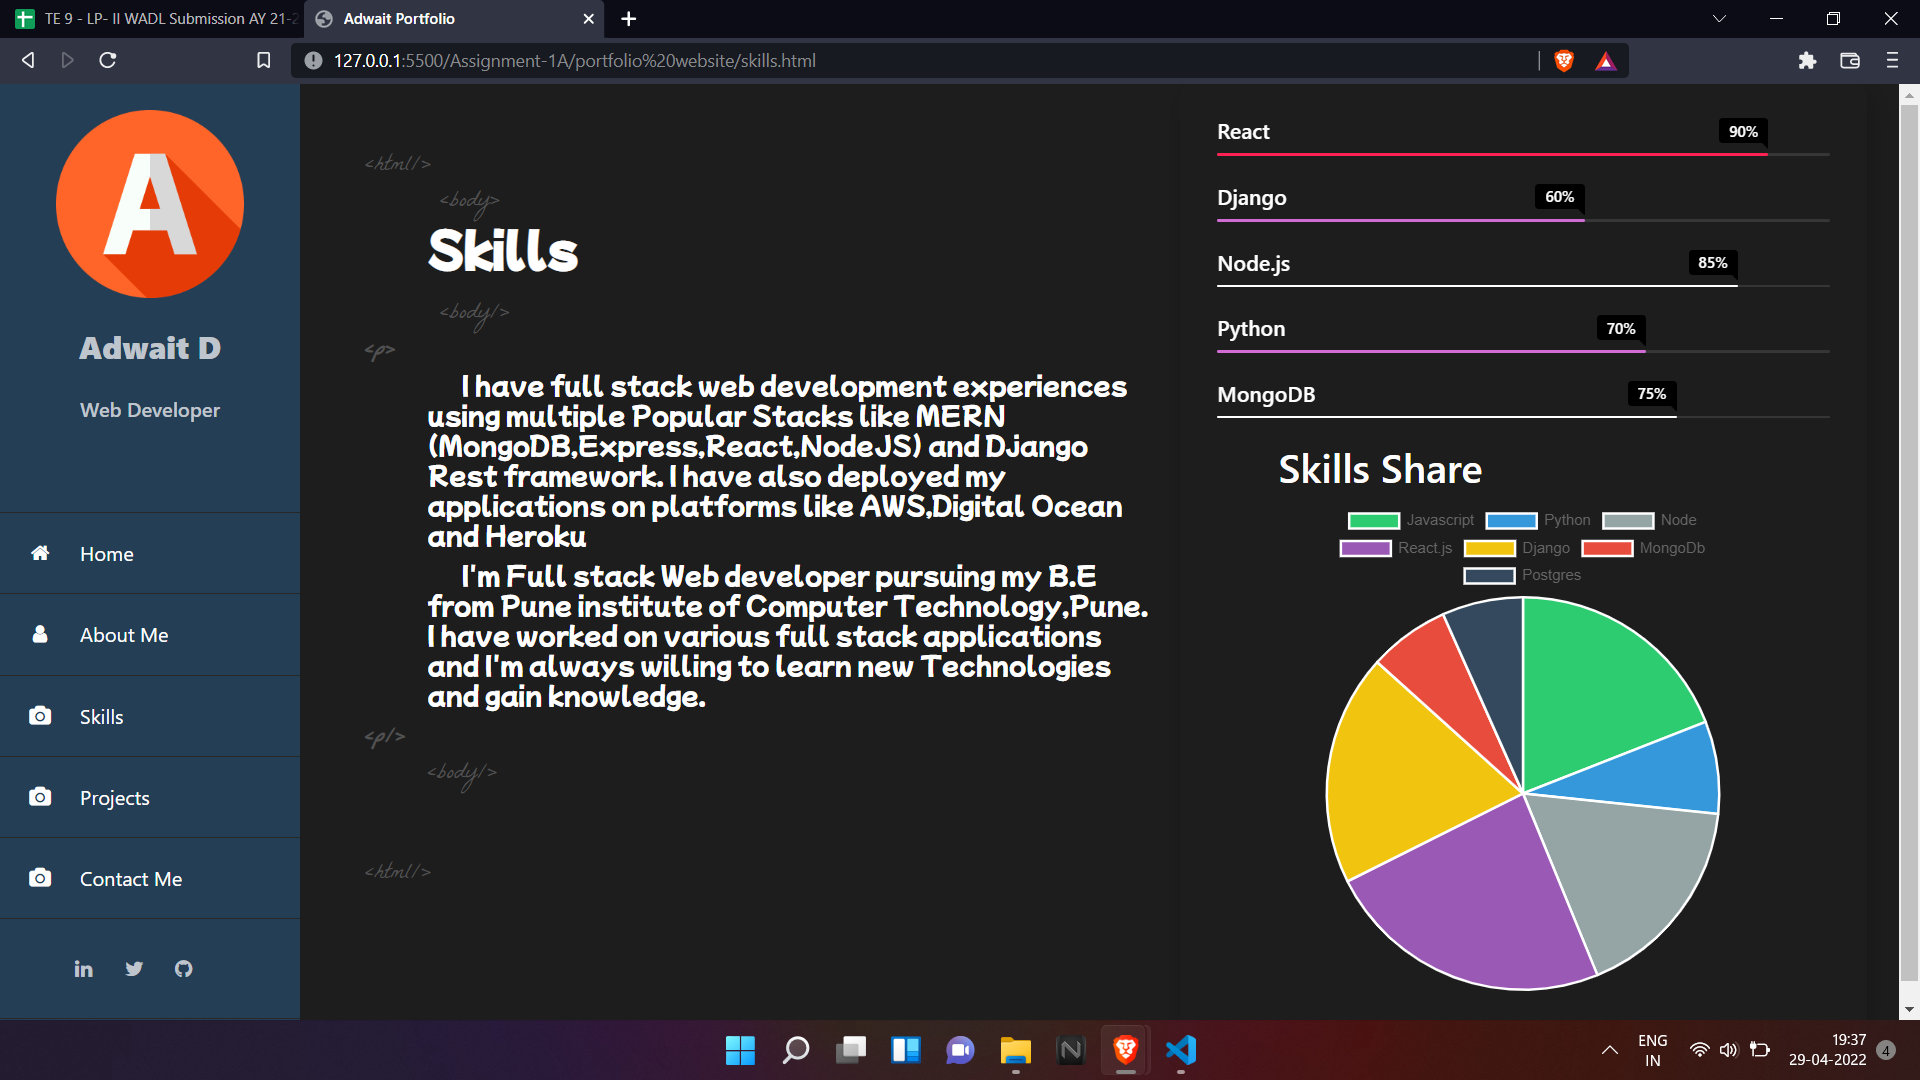 TE 9 - LP- II WADL Submission AY 21-2
Adwait Portfolio
127.0.0.1:5500/Assignment-1A/portfolio%20website/skills.html
A
Adwait D
Web Developer
Home
About Me
Skills
Projects
Contact Me
<html/>
<body>
Skills
<body/>
<p>
I have full stack web development experiences
using multiple Popular Stacks like MERN
(MongoDB,Express,React,NodeJS) and DJango
Rest framework. I have also deployed my
applications on platforms like AWS,Digital Ocean
and Heroku
I'm Full stack Web developer pursuing my B.E
from Pune institute of Computer Technology,Pune.
I have worked on various full stack applications
and I'm always willing to learn new Technologies
and gain knowledge.
<p/>
<body/>
<html/>
React 90%
Django 60%
Node.js 85%
Python 70%
MongoDB 75%
Skills Share
Javascript Python Node
React.js Django MongoDb
Postgres
ENG
IN
19:37
29-04-2022
4